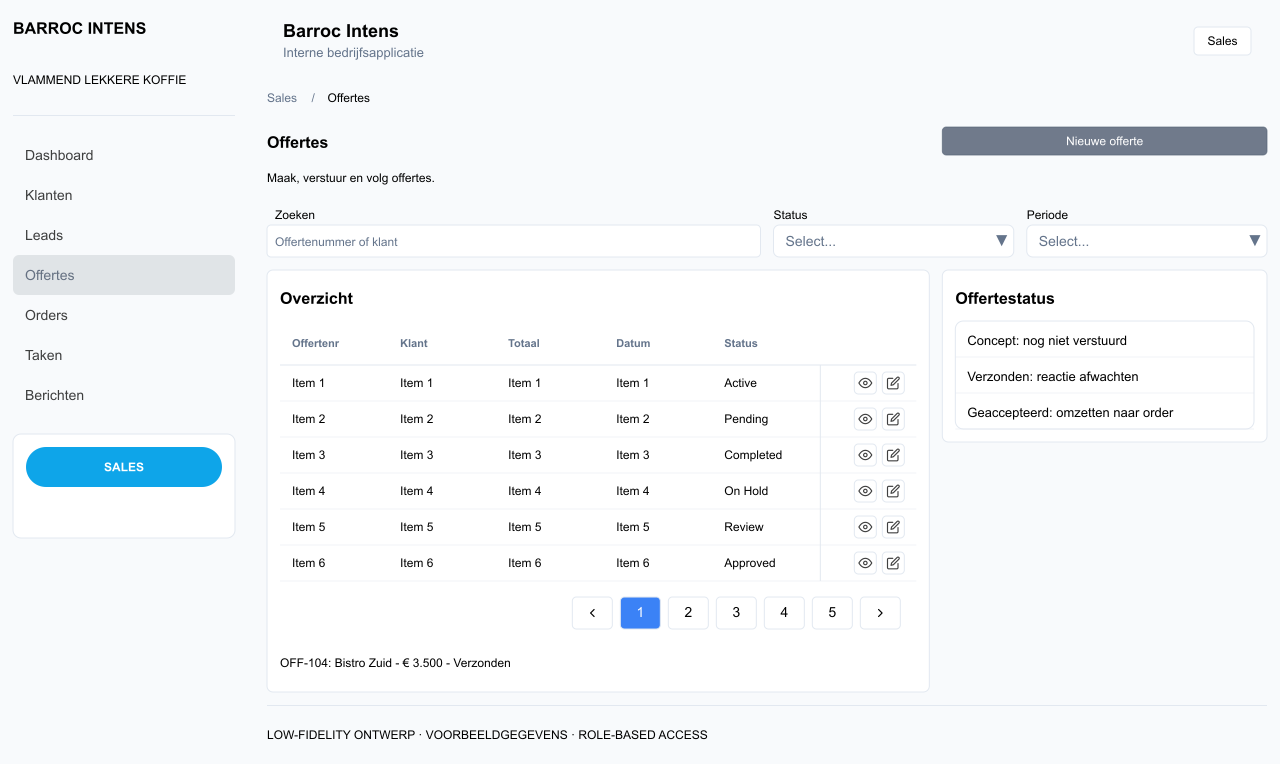 BARROC INTENS
VLAMMEND LEKKERE KOFFIE
Dashboard
Klanten
Leads
Offertes
Orders
Taken
Berichten
SALES
Barroc Intens
Interne bedrijfsapplicatie
Sales
Sales / Offertes
Offertes
Nieuwe offerte
Maak, verstuur en volg offertes.
Zoeken
Offertenummer of klant
Status
Select...
Periode
Select...
Overzicht
Offertenr Klant Totaal Datum Status
Item 1 Item 1 Item 1 Item 1 Active
Item 2 Item 2 Item 2 Item 2 Pending
Item 3 Item 3 Item 3 Item 3 Completed
Item 4 Item 4 Item 4 Item 4 On Hold
Item 5 Item 5 Item 5 Item 5 Review
Item 6 Item 6 Item 6 Item 6 Approved
1 2 3 4 5
OFF-104: Bistro Zuid - € 3.500 - Verzonden
Offertestatus
Concept: nog niet verstuurd
Verzonden: reactie afwachten
Geaccepteerd: omzetten naar order
LOW-FIDELITY ONTWERP · VOORBEELDGEGEVENS · ROLE-BASED ACCESS